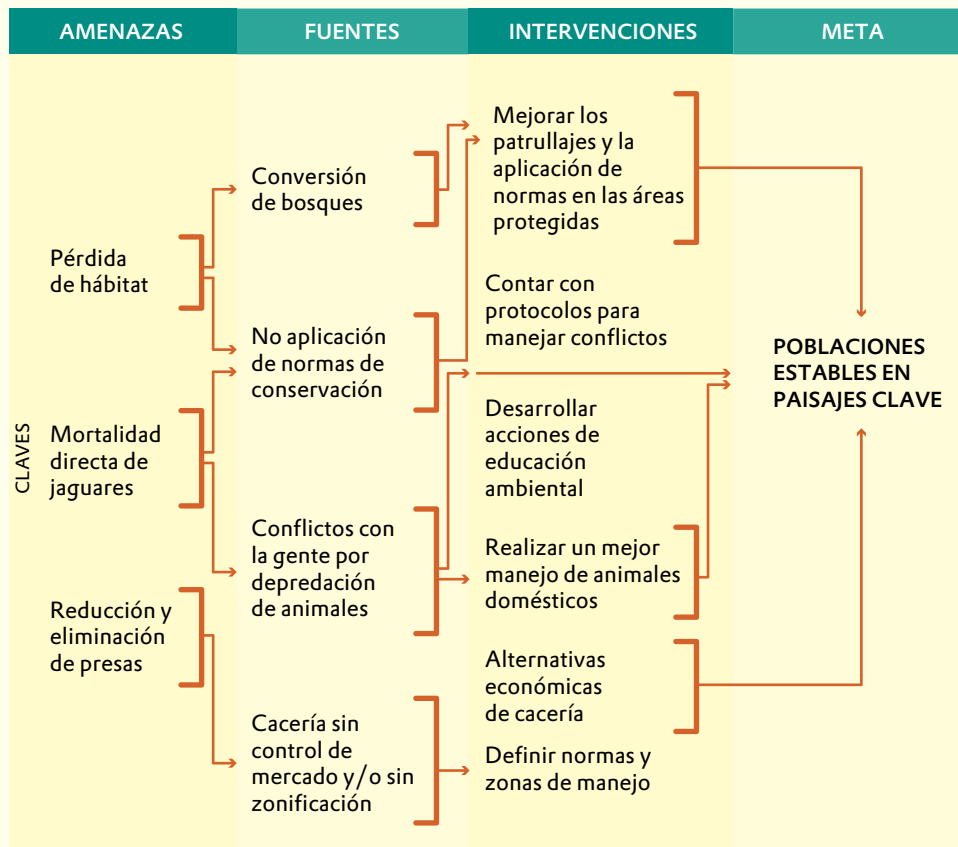 AMENAZAS
FUENTES
INTERVENCIONES
META
CLAVES
Pérdida
de hábitat
Mortalidad
directa de
jaguares
Reducción y
eliminación
de presas
Conversión
de bosques
No aplicación
de normas de
conservación
Conflictos con
la gente por
depredación
de animales
Cacería sin
control de
mercado y/o sin
zonificación
Mejorar los
patrullajes y la
aplicación de
normas en las áreas
protegidas
Contar con
protocolos para
manejar conflictos
Desarrollar
acciones de
educación
ambiental
Realizar un mejor
manejo de animales
domésticos
Alternativas
económicas
de cacería
Definir normas y
zonas de manejo
POBLACIONES
ESTABLES EN
PAISAJES CLAVE